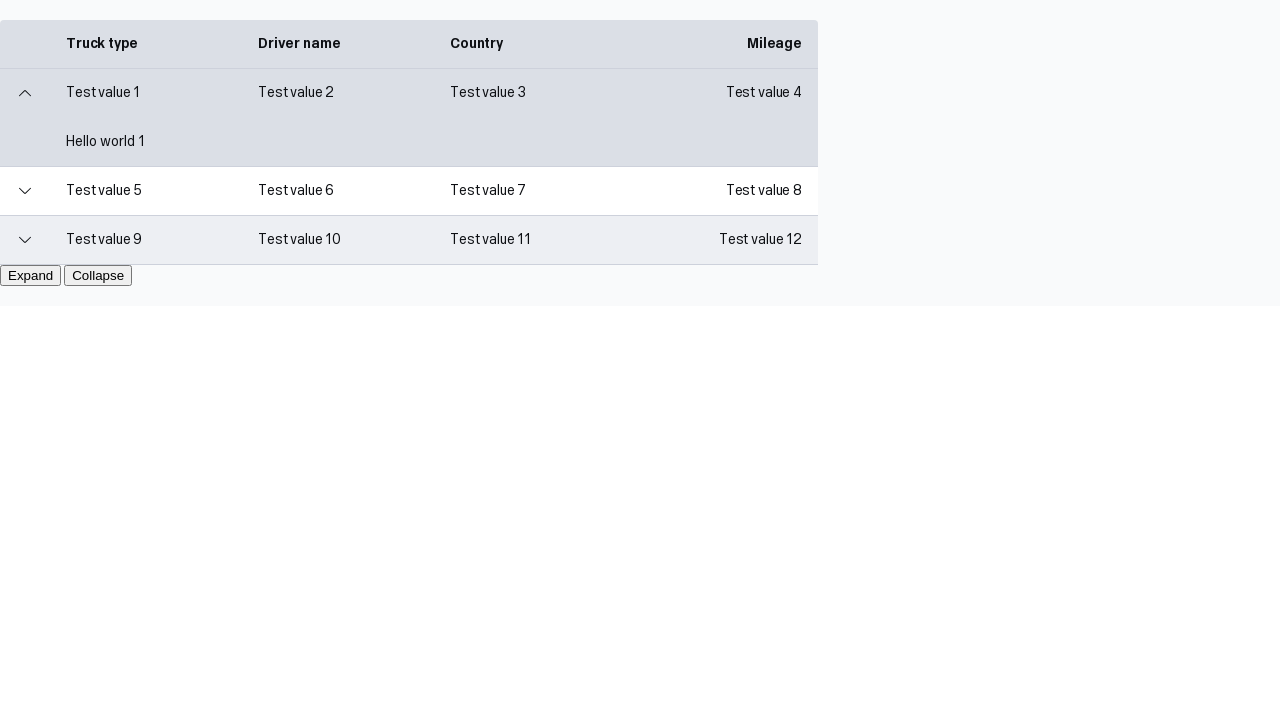 Truck type Driver name Country Mileage
Test value 1 Test value 2 Test value 3 Test value 4
Hello world 1
Test value 5 Test value 6 Test value 7 Test value 8
Test value 9 Test value 10 Test value 11 Test value 12
Expand Collapse